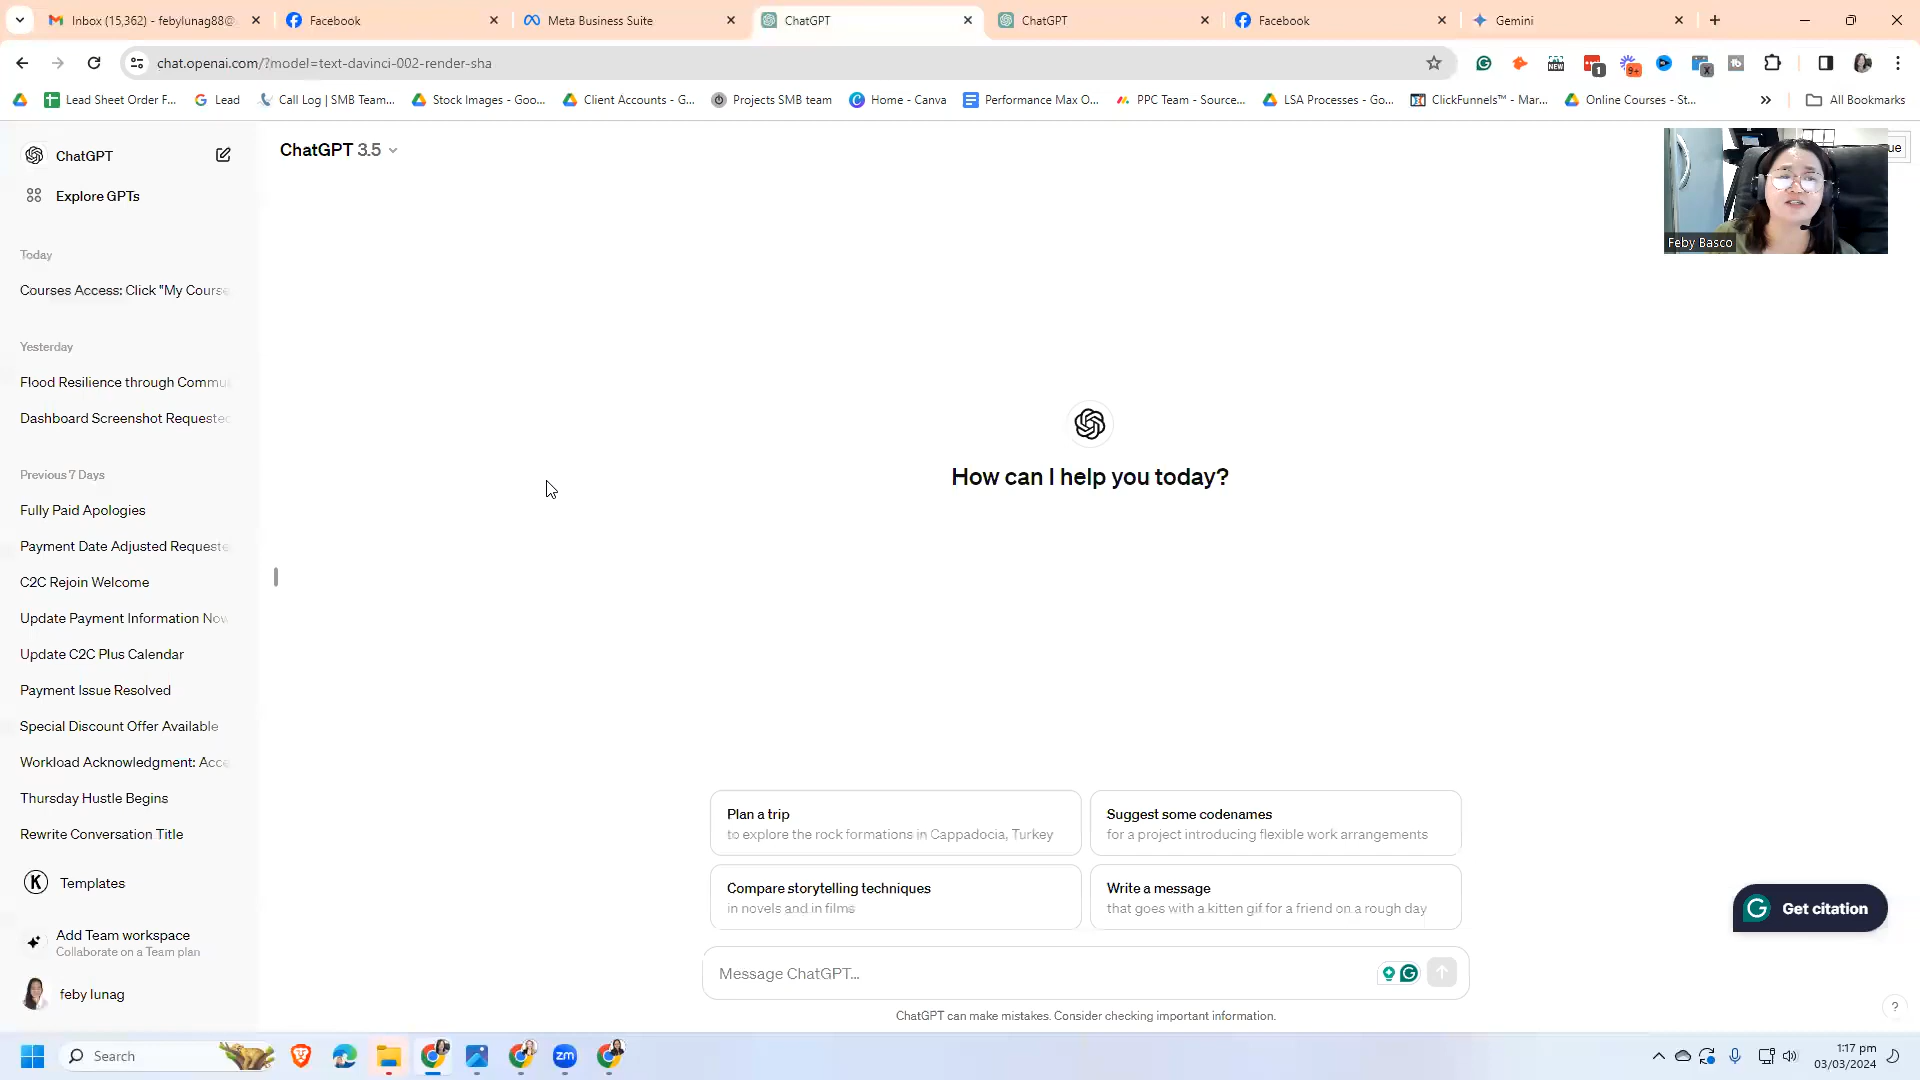 Inbox (15,362) - febylunag88@
Facebook
Meta Business Suite
ChatGPT
ChatGPT
Facebook
Gemini
chat.openai.com/?model=text-davinci-002-render-sha
NEW
1
9+
x
Lead Sheet Order F...
Lead
Call Log | SMB Team...
Stock Images - Goo...
Client Accounts - G...
Projects SMB team
Home - Canva
Performance Max O...
PPC Team - Source...
LSA Processes - Go...
ClickFunnels™ - Mar...
Online Courses - St...
All Bookmarks
ChatGPT
Explore GPTs
Today
Courses Access: Click "My Course
Yesterday
Flood Resilience through Commu
Dashboard Screenshot Requested
Previous 7 Days
Fully Paid Apologies
Payment Date Adjusted Requeste
C2C Rejoin Welcome
Update Payment Information Now
Update C2C Plus Calendar
Payment Issue Resolved
Special Discount Offer Available
Workload Acknowledgment: Acce
Thursday Hustle Begins
Rewrite Conversation Title
K Templates
Add Team workspace
Collaborate on a Team plan
feby lunag
ChatGPT 3.5
ue
Feby Basco
How can I help you today?
Plan a trip
to explore the rock formations in Cappadocia, Turkey
Suggest some codenames
for a project introducing flexible work arrangements
Compare storytelling techniques
in novels and in films
Write a message
that goes with a kitten gif for a friend on a rough day
G Get citation
Message ChatGPT...
ChatGPT can make mistakes. Consider checking important information.
?
Search
zm
1:17 pm
03/03/2024